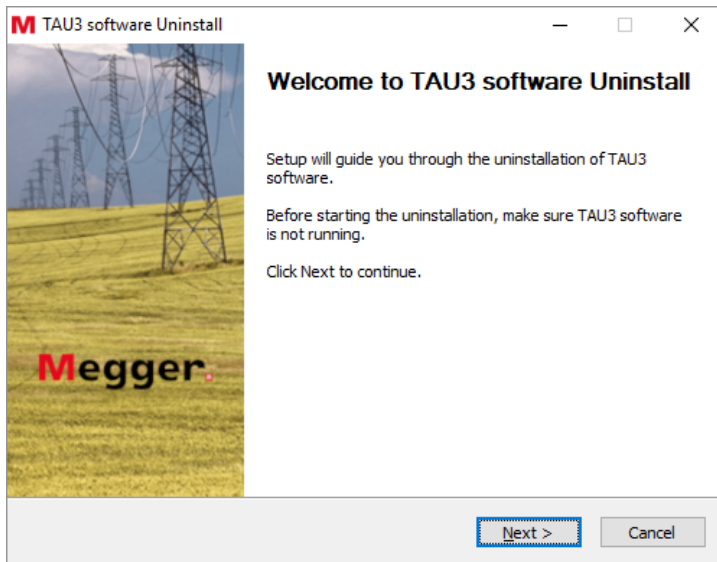 TAU3 software Uninstall
Welcome to TAU3 software Uninstall
Setup will guide you through the uninstallation of TAU3
software.
Before starting the uninstallation, make sure TAU3 software
is not running.
Click Next to continue.
Megger.
Next >
Cancel